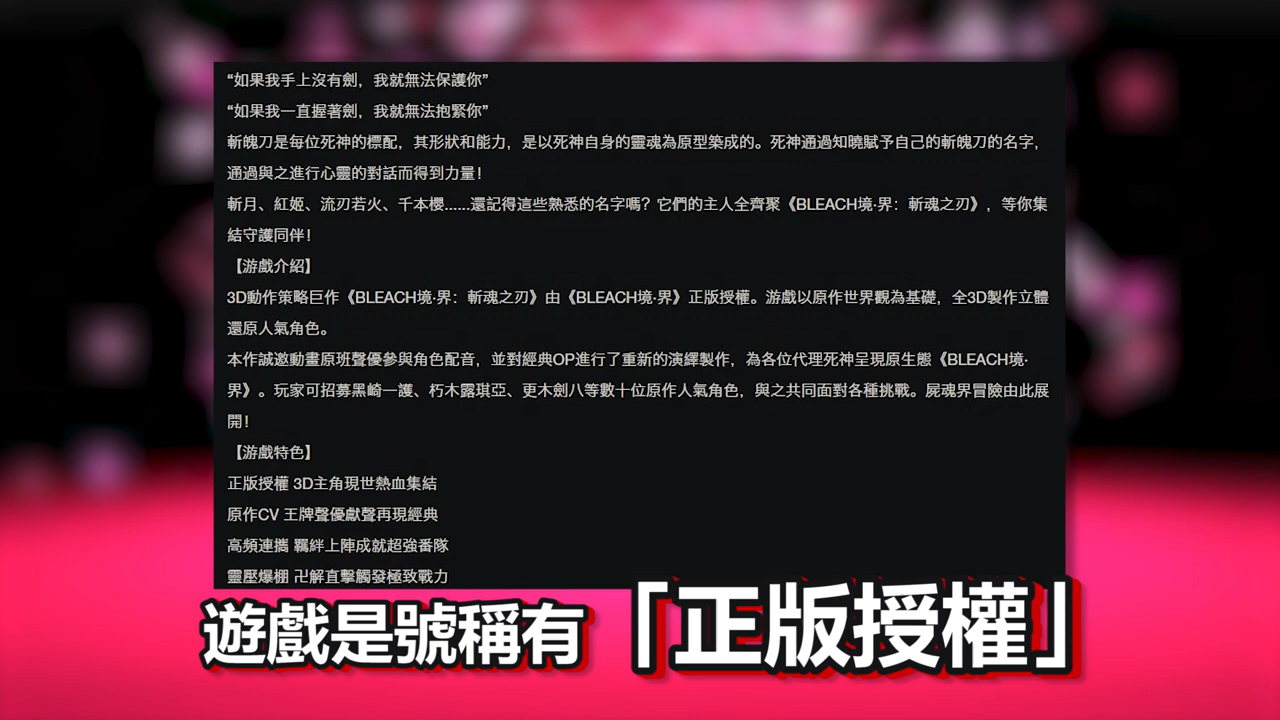 “如果我手上沒有劍，我就無法保護你”
“如果我一直握著劍，我就無法抱緊你”
斬魄刀是每位死神的標配，其形狀和能力，是以死神自身的靈魂為原型築成的。死神通過知曉賦予自己的斬魄刀的名字，
通過與之進行心靈的對話而得到力量！
斬月、紅姬、流刃若火、千本櫻......還記得這些熟悉的名字嗎？它們的主人全齊聚《BLEACH境·界：斬魂之刃》，等你集
結守護同伴！
【游戲介紹】
3D動作策略巨作《BLEACH境·界：斬魂之刃》由《BLEACH境·界》正版授權。游戲以原作世界觀為基礎，全3D製作立體
還原人氣角色。
本作誠邀動畫原班聲優參與角色配音，並對經典OP進行了重新的演繹製作，為各位代理死神呈現原生態《BLEACH境·
界》。玩家可招募黑崎一護、朽木露琪亞、更木劍八等數十位原作人氣角色，與之共同面對各種挑戰。屍魂界冒險由此展
開！
【游戲特色】
正版授權 3D主角現世熱血集結
原作CV 王牌聲優獻聲再現經典
高頻連攜 羈絆上陣成就超強番隊
靈壓爆棚 卍解直擊觸發極致戰力
遊戲是號稱有「正版授權」